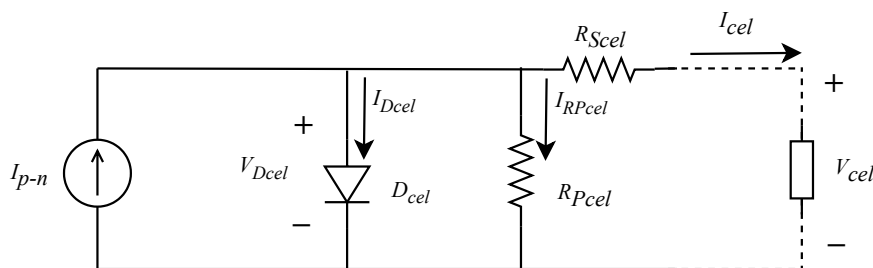 R_Scel
I_cel
I_Dcel
I_RPcel
+
+
I_p-n
V_Dcel
D_cel
R_Pcel
V_cel
−
−